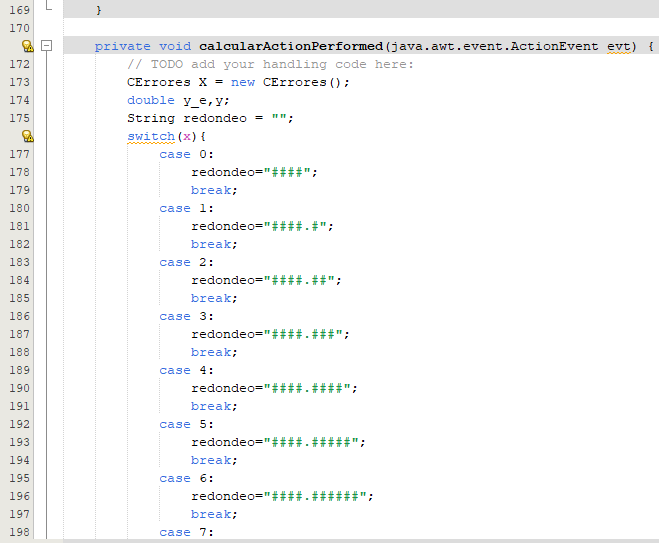 169 }
170
private void calcularActionPerformed(java.awt.event.ActionEvent evt) {
172 // TODO add your handling code here:
173 CErrores X = new CErrores();
174 double y_e,y;
175 String redondeo = "";
switch(x){
177 case 0:
178 redondeo="####";
179 break;
180 case 1:
181 redondeo="####.#";
182 break;
183 case 2:
184 redondeo="####.##";
185 break;
186 case 3:
187 redondeo="####.###";
188 break;
189 case 4:
190 redondeo="####.####";
191 break;
192 case 5:
193 redondeo="####.#####";
194 break;
195 case 6:
196 redondeo="####.######";
197 break;
198 case 7: